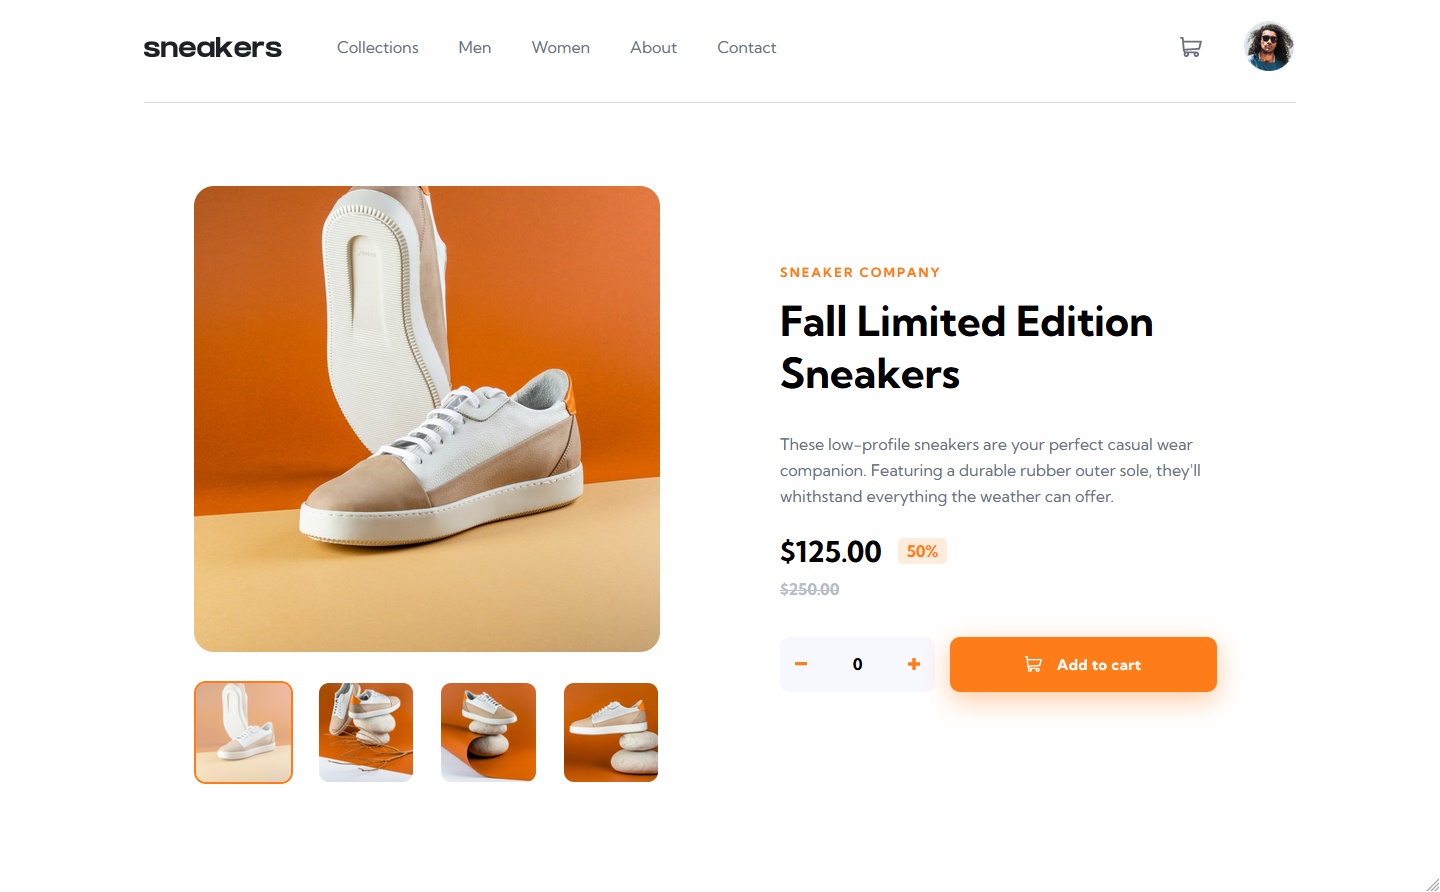 sneakers Collections Men Women About Contact
SNEAKER COMPANY
Fall Limited Edition
Sneakers
These low-profile sneakers are your perfect casual wear
companion. Featuring a durable rubber outer sole, they'll
whithstand everything the weather can offer.
$125.00 50%
$250.00
0 Add to cart